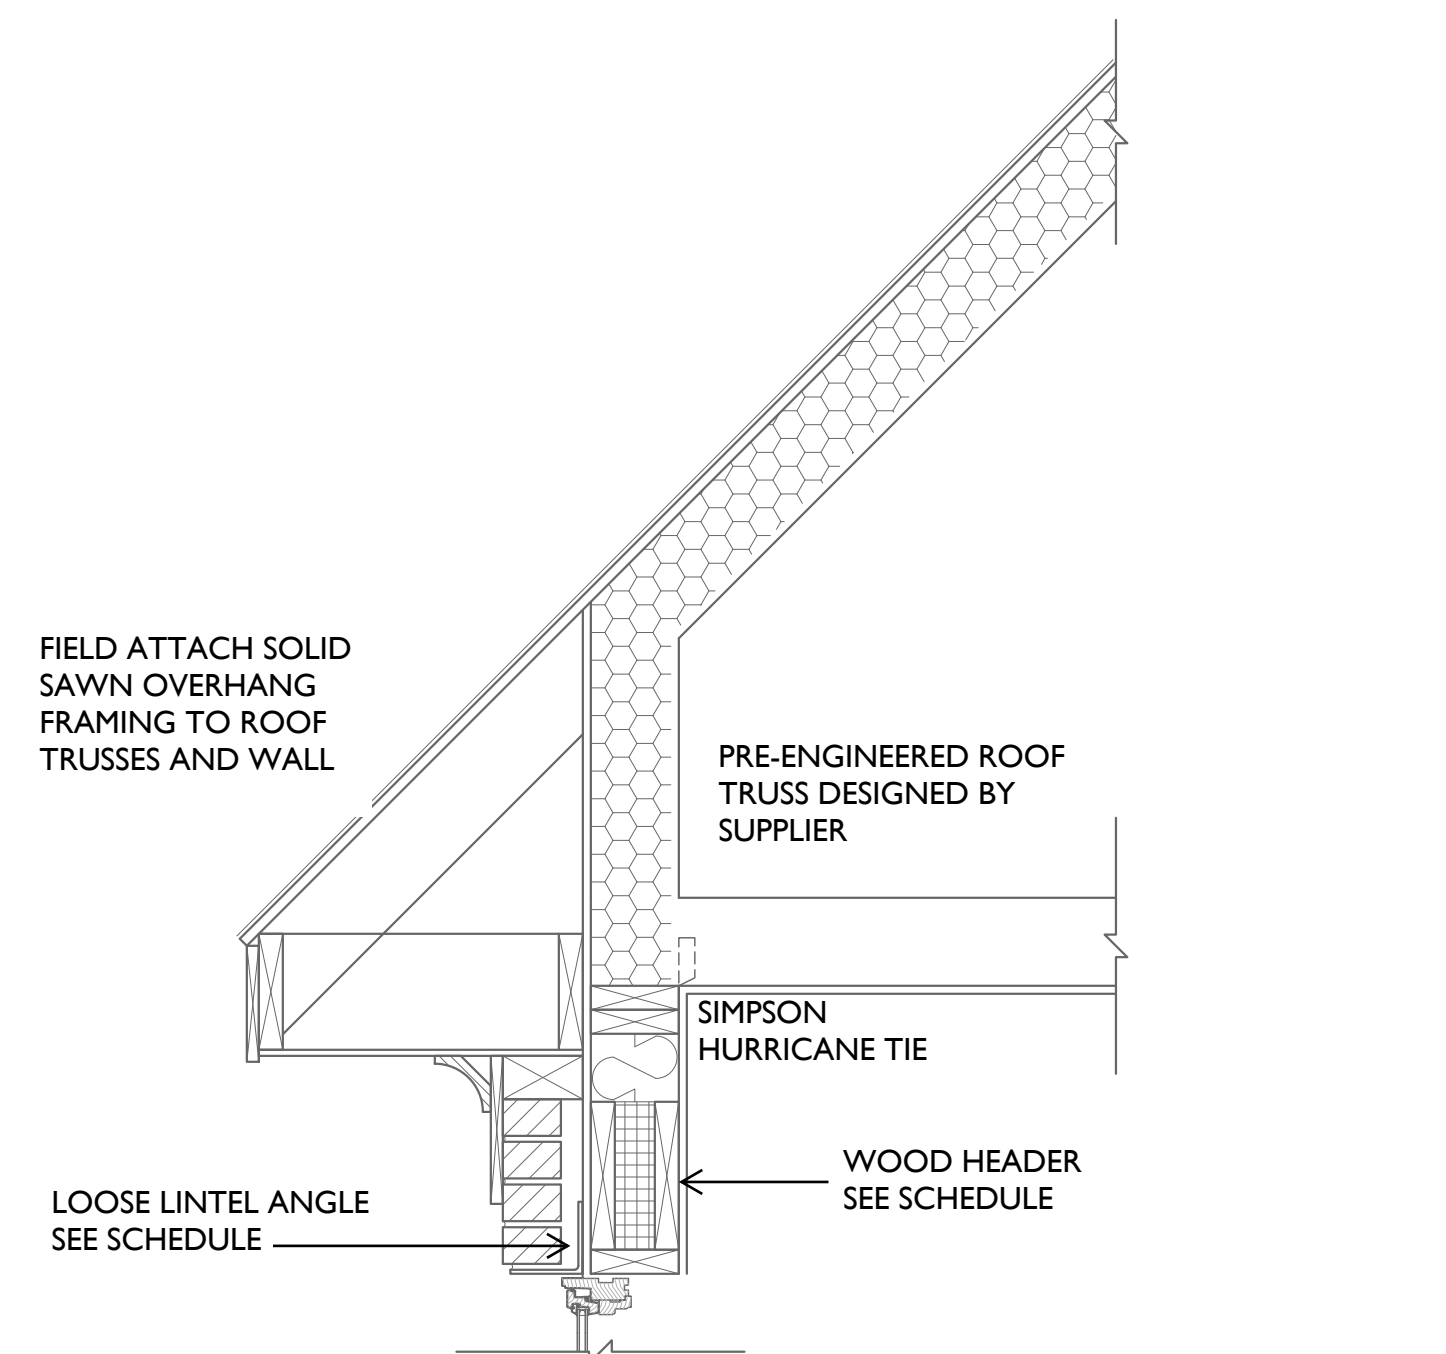 FIELD ATTACH SOLID
SAWN OVERHANG
FRAMING TO ROOF
TRUSSES AND WALL
PRE-ENGINEERED ROOF
TRUSS DESIGNED BY
SUPPLIER
SIMPSON
HURRICANE TIE
WOOD HEADER
SEE SCHEDULE
LOOSE LINTEL ANGLE
SEE SCHEDULE